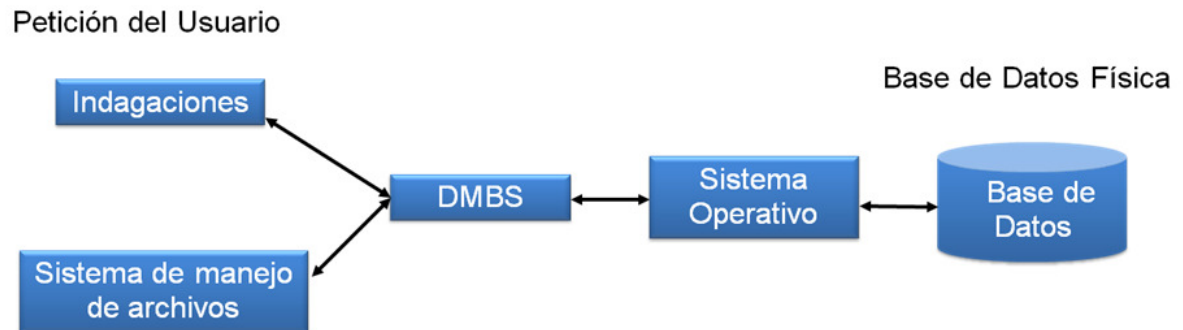 Petición del Usuario
Indagaciones
Base de Datos Física
DMBS
Sistema
Operativo
Base de
Datos
Sistema de manejo
de archivos